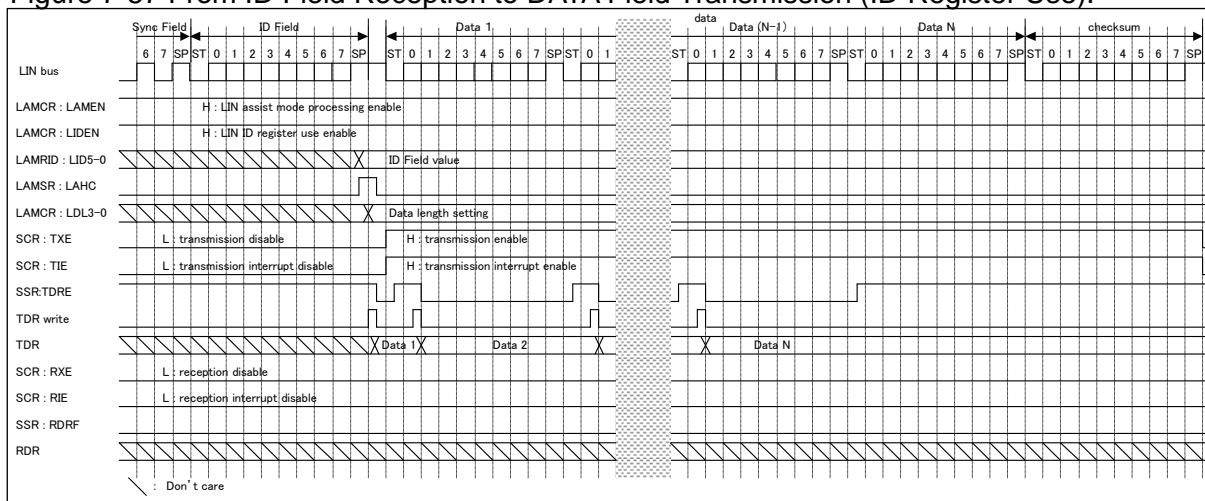 Figure 7-37 From ID Field Reception to DATA Field Transmission (ID Register Use).
data
Sync Field ID Field Data 1 Data (N-1) Data N checksum
6 7 SP ST 0 1 2 3 4 5 6 7 SP ST 0 1 2 3 4 5 6 7 SP ST 0 1 ST 0 1 2 3 4 5 6 7 SP ST 0 1 2 3 4 5 6 7 SP ST 0 1 2 3 4 5 6 7 SP
LIN bus
LAMCR : LAMEN H : LIN assist mode processing enable
LAMCR : LIDEN H : LIN ID register use enable
LAMRID : LID5-0 ID Field value
LAMSR : LAHC
LAMCR : LDL3-0 Data length setting
SCR : TXE L : transmission disable H : transmission enable
SCR : TIE L : transmission interrupt disable H : transmission interrupt enable
SSR:TDRE
TDR write
TDR Data 1 Data 2 Data N
SCR : RXE L : reception disable
SCR : RIE L : reception interrupt disable
SSR : RDRF
RDR
: Don't care